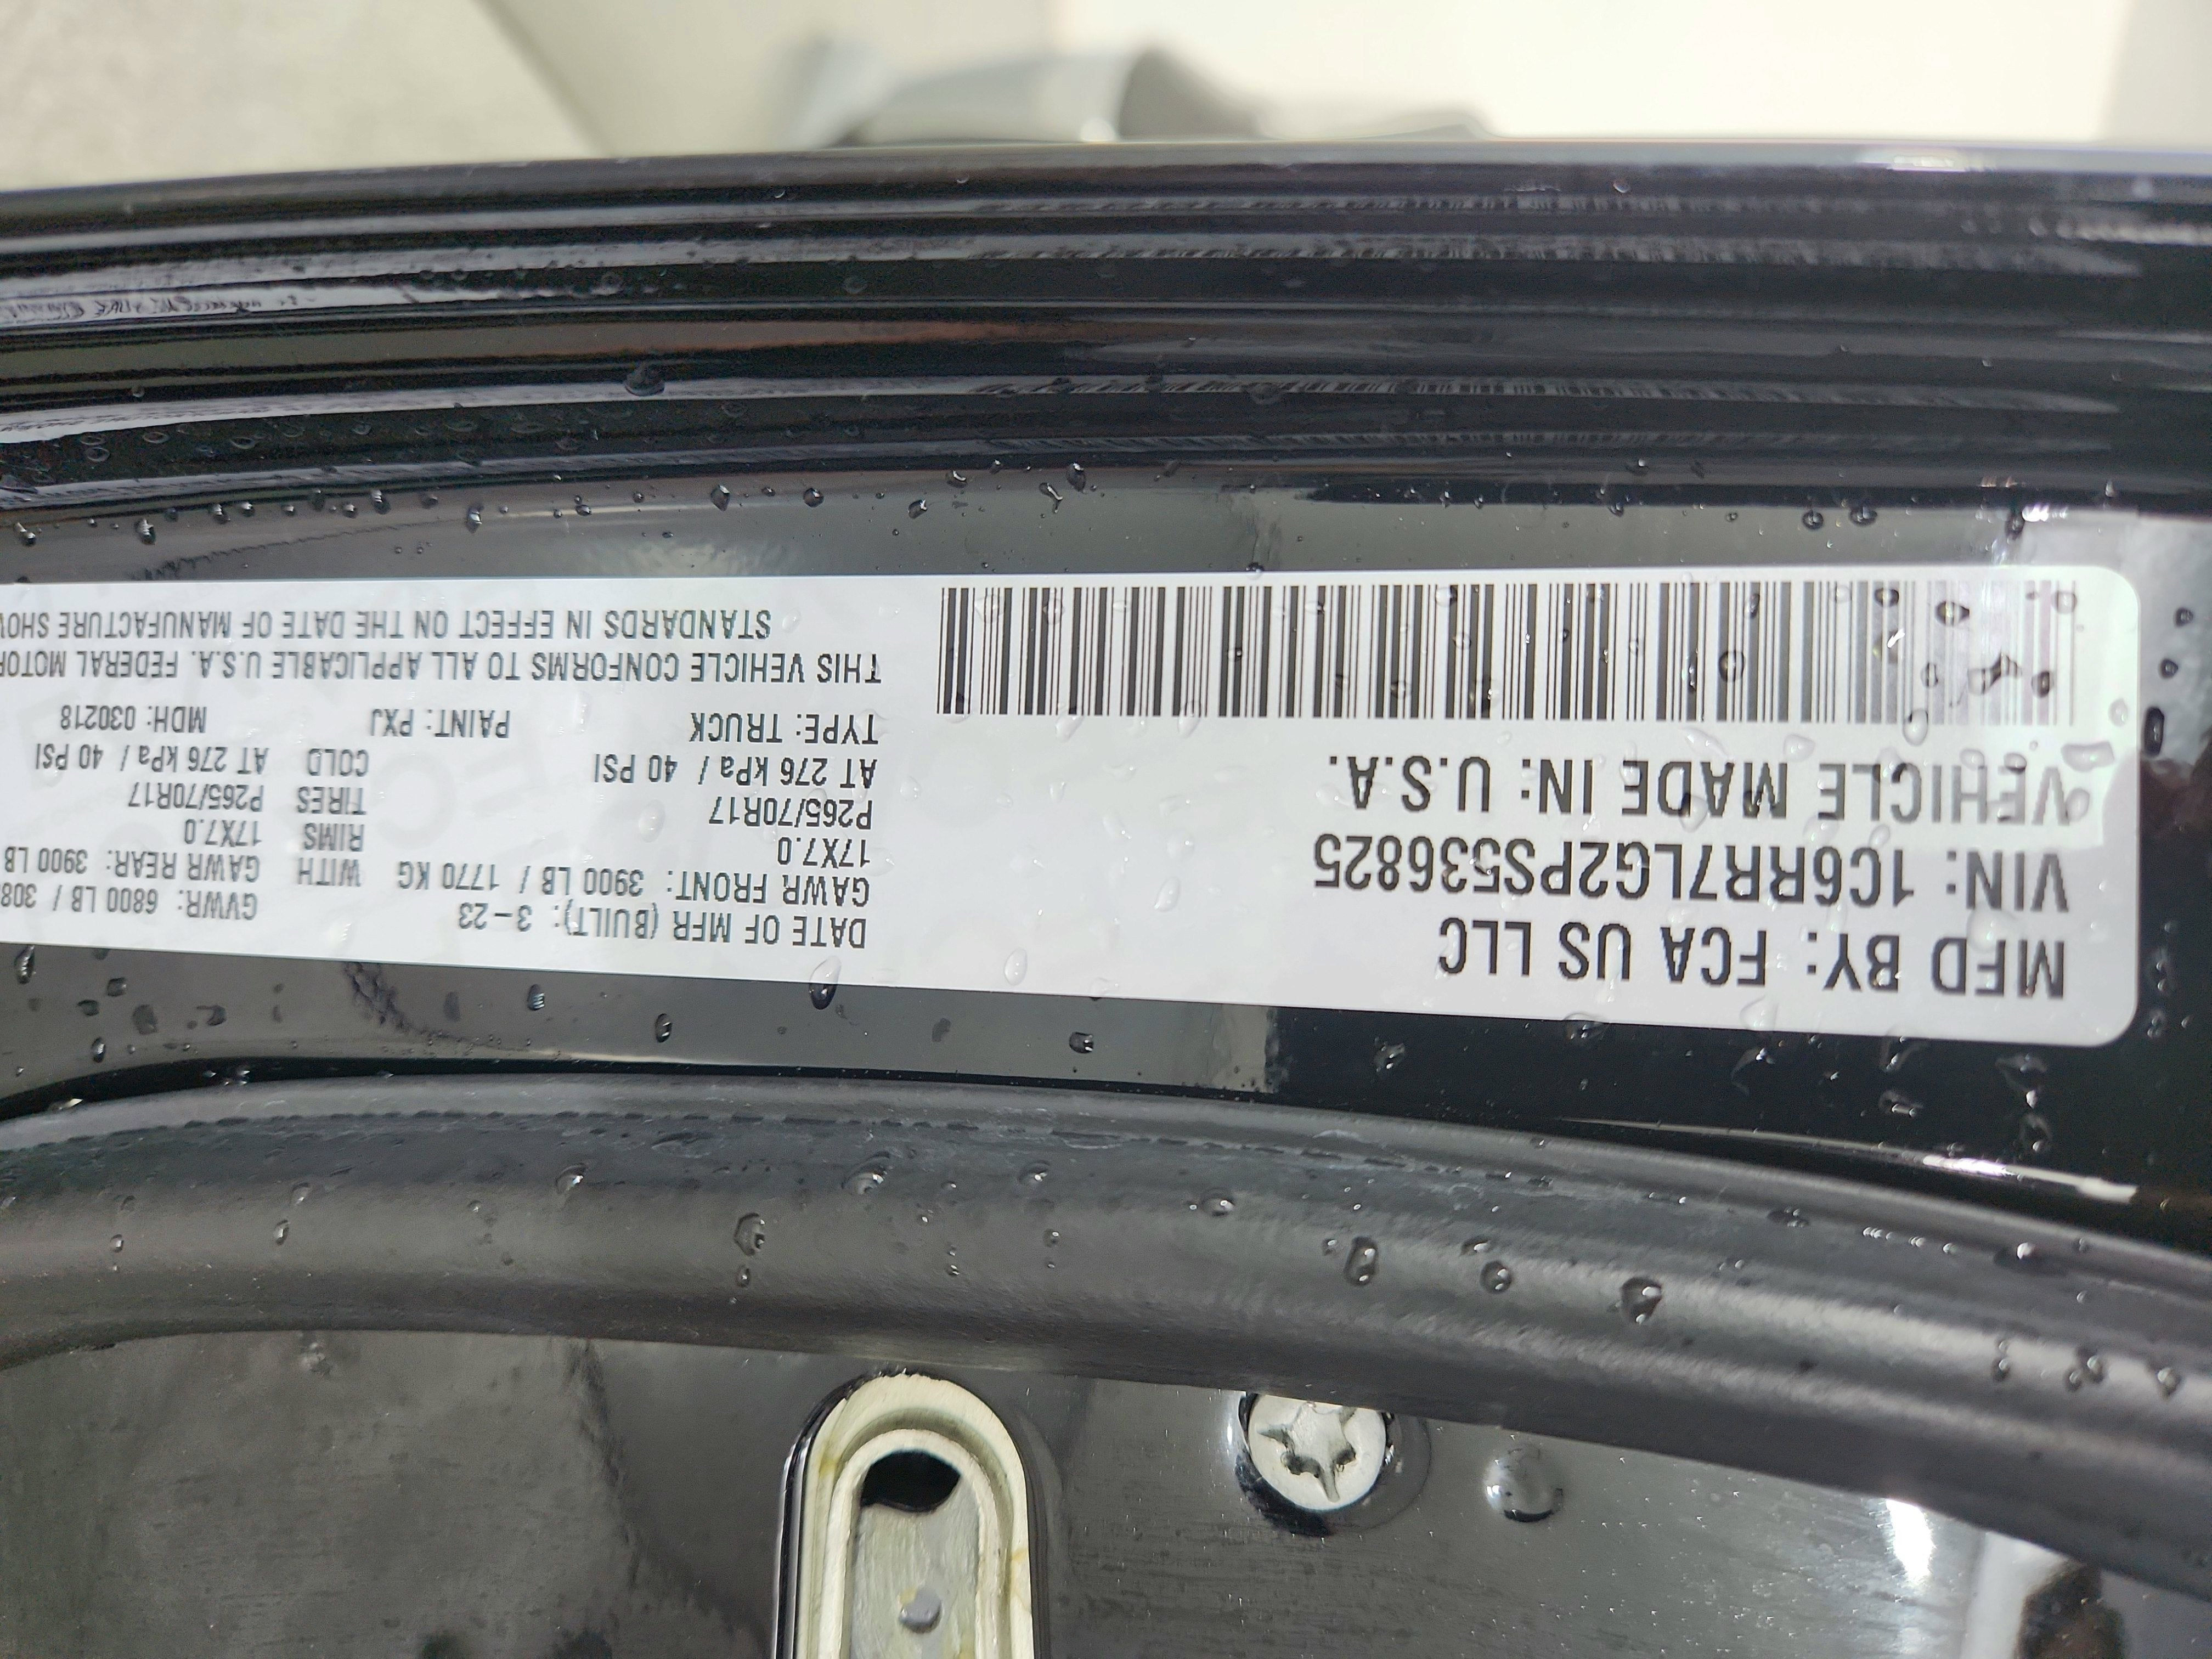 MFD BY: FCA US LLC
VIN: 1C6RR7LG2PS536825
VEHICLE MADE IN: U.S.A.
DATE OF MFR (BUILT): 3-23 GVWR: 6800 LB /
GAWR FRONT: 3900 LB / 1770 KG WITH GAWR REAR: 3900 LB
17X7.0 RIMS 17X7.0
P265/70R17 TIRES P265/70R17
AT 276 kPa / 40 PSI COLD AT 276 kPa / 40 PSI
TYPE: TRUCK PAINT: PXJ MDH: 030218
THIS VEHICLE CONFORMS TO ALL APPLICABLE U.S.A. FEDERAL MOTOR
STANDARDS IN EFFECT ON THE DATE OF MANUFACTURE